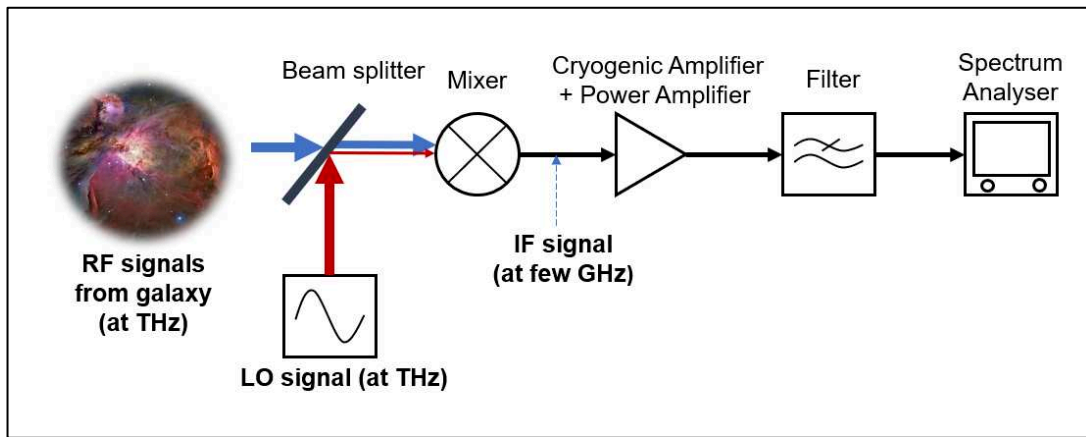 Beam splitter
Mixer
Cryogenic Amplifier
+ Power Amplifier
Filter
Spectrum
Analyser
RF signals
from galaxy
(at THz)
IF signal
(at few GHz)
LO signal (at THz)